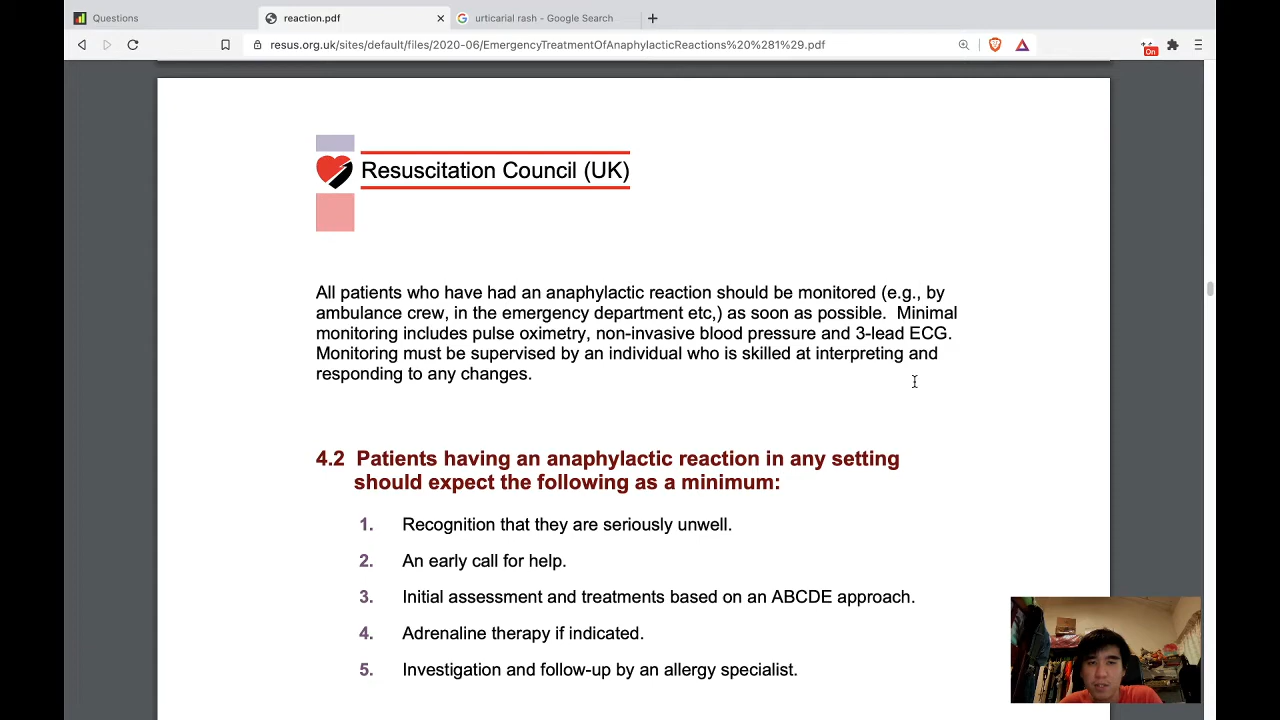 Questions
reaction.pdf
urticarial rash - Google Search
resus.org.uk/sites/default/files/2020-06/EmergencyTreatmentOfAnaphylacticReactions%20%281%29.pdf
On
Resuscitation Council (UK)
All patients who have had an anaphylactic reaction should be monitored (e.g., by
ambulance crew, in the emergency department etc,) as soon as possible.  Minimal
monitoring includes pulse oximetry, non-invasive blood pressure and 3-lead ECG.
Monitoring must be supervised by an individual who is skilled at interpreting and
responding to any changes.
4.2 Patients having an anaphylactic reaction in any setting
should expect the following as a minimum:
1. Recognition that they are seriously unwell.
2. An early call for help.
3. Initial assessment and treatments based on an ABCDE approach.
4. Adrenaline therapy if indicated.
5. Investigation and follow-up by an allergy specialist.